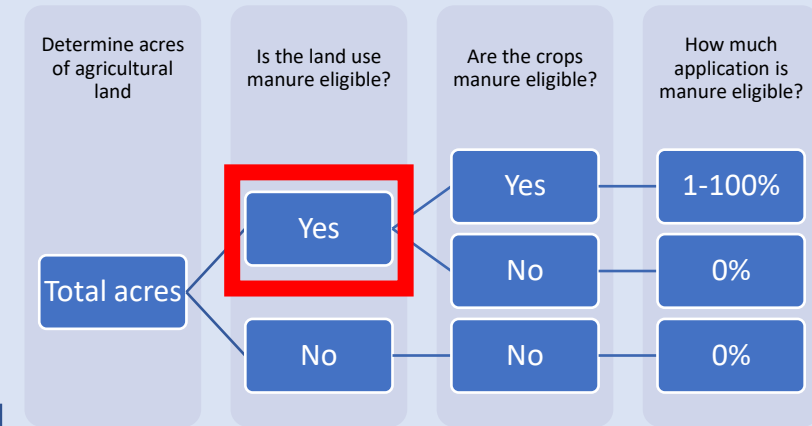 Determine acres
of agricultural
land
Is the land use
manure eligible?
Are the crops
manure eligible?
How much
application is
manure eligible?
Total acres
Yes
No
Yes
No
No
1-100%
0%
0%